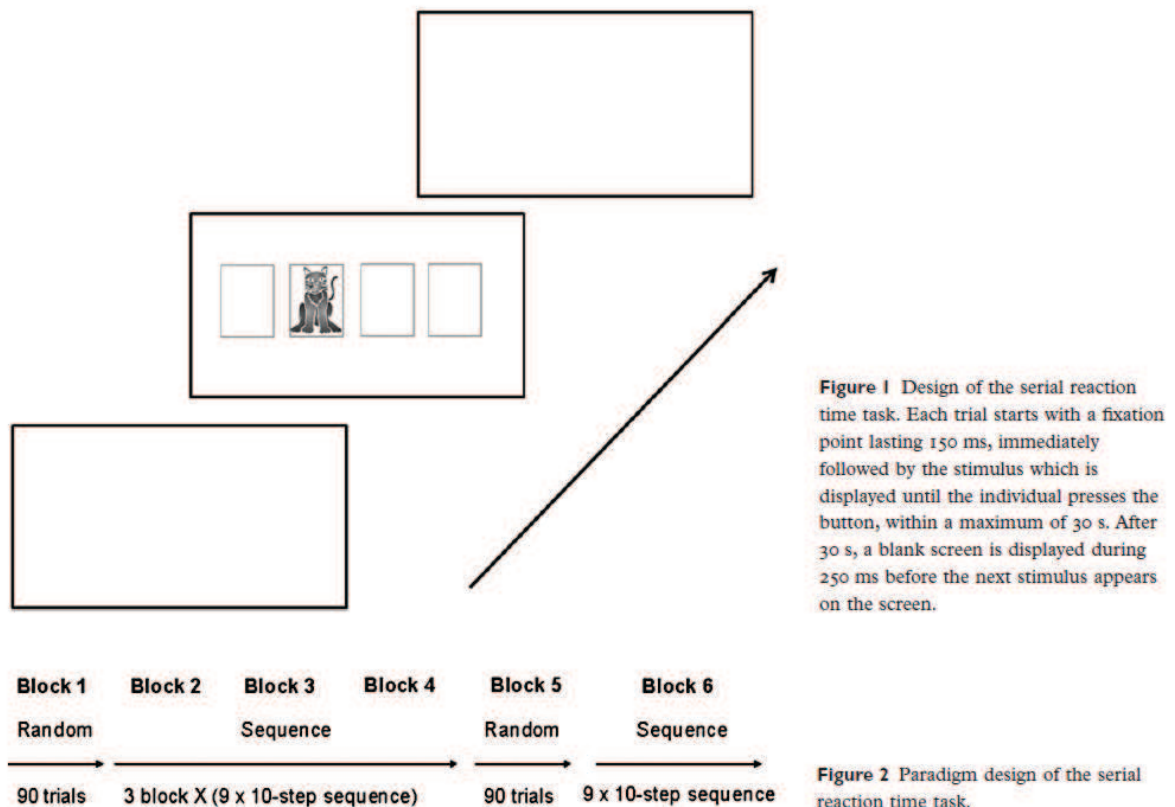 Figure 1 Design of the serial reaction
time task. Each trial starts with a fixation
point lasting 150 ms, immediately
followed by the stimulus which is
displayed until the individual presses the
button, within a maximum of 30 s. After
30 s, a blank screen is displayed during
250 ms before the next stimulus appears
on the screen.
Block 1 Block 2 Block 3 Block 4 Block 5 Block 6
Random Sequence Random Sequence
90 trials 3 block X (9 x 10-step sequence) 90 trials 9 x 10-step sequence
Figure 2 Paradigm design of the serial
reaction time task.